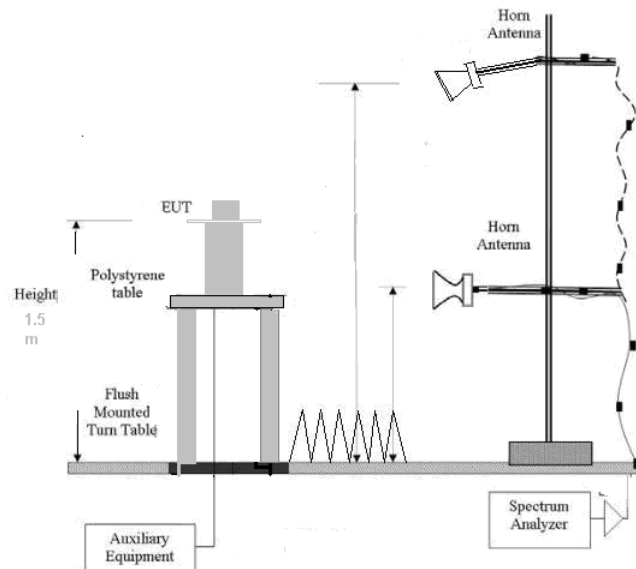 Horn
Antenna
EUT
Horn
Antenna
Polystyrene
table
Height
1.5
m
Flush
Mounted
Turn Table
Spectrum
Analyzer
Auxiliary
Equipment